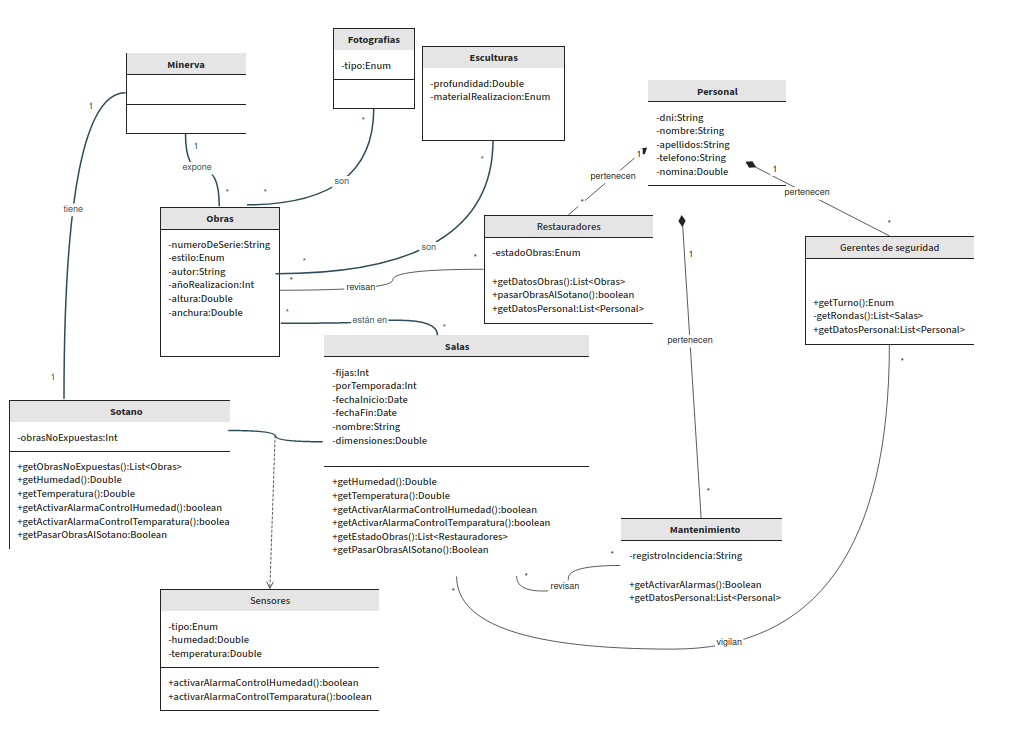 Fotografias
-tipo:Enum
Esculturas
-profundidad:Double
-materialRealizacion:Enum
Minerva
Personal
-dni:String
-nombre:String
-apellidos:String
-telefono:String
-nomina:Double
1
1
expone
*
*
*
son
*
son
*
*
tiene
1
1
pertenecen
*
1
pertenecen
*
1
pertenecen
*
Obras
-numeroDeSerie:String
-estilo:Enum
-autor:String
-añoRealizacion:Int
-altura:Double
-anchura:Double
Restauradores
-estadoObras:Enum
+getDatosObras():List<Obras>
+pasarObrasAlSotano():boolean
+getDatosPersonal:List<Personal>
Gerentes de seguridad
+getTurno():Enum
-getRondas():List<Salas>
+getDatosPersonal:List<Personal>
*
revisan
*
están en
*
*
Salas
-fijas:Int
-porTemporada:Int
-fechaInicio:Date
-fechaFin:Date
-nombre:String
-dimensiones:Double
+getHumedad():Double
+getTemperatura():Double
+getActivarAlarmaControlHumedad():boolean
+getActivarAlarmaControlTemparatura():boolean
+getEstadoObras():List<Restauradores>
+getPasarObrasAlSotano():Boolean
Sotano
-obrasNoExpuestas:Int
+getObrasNoExpuestas():List<Obras>
+getHumedad():Double
+getTemperatura():Double
+getActivarAlarmaControlHumedad():boolean
+getActivarAlarmaControlTemparatura():boolea
+getPasarObrasAlSotano:Boolean
Mantenimiento
-registroIncidencia:String
+getActivarAlarmas():Boolean
+getDatosPersonal:List<Personal>
*
revisan
*
*
vigilan
Sensores
-tipo:Enum
-humedad:Double
-temperatura:Double
+activarAlarmaControlHumedad():boolean
+activarAlarmaControlTemparatura():boolean